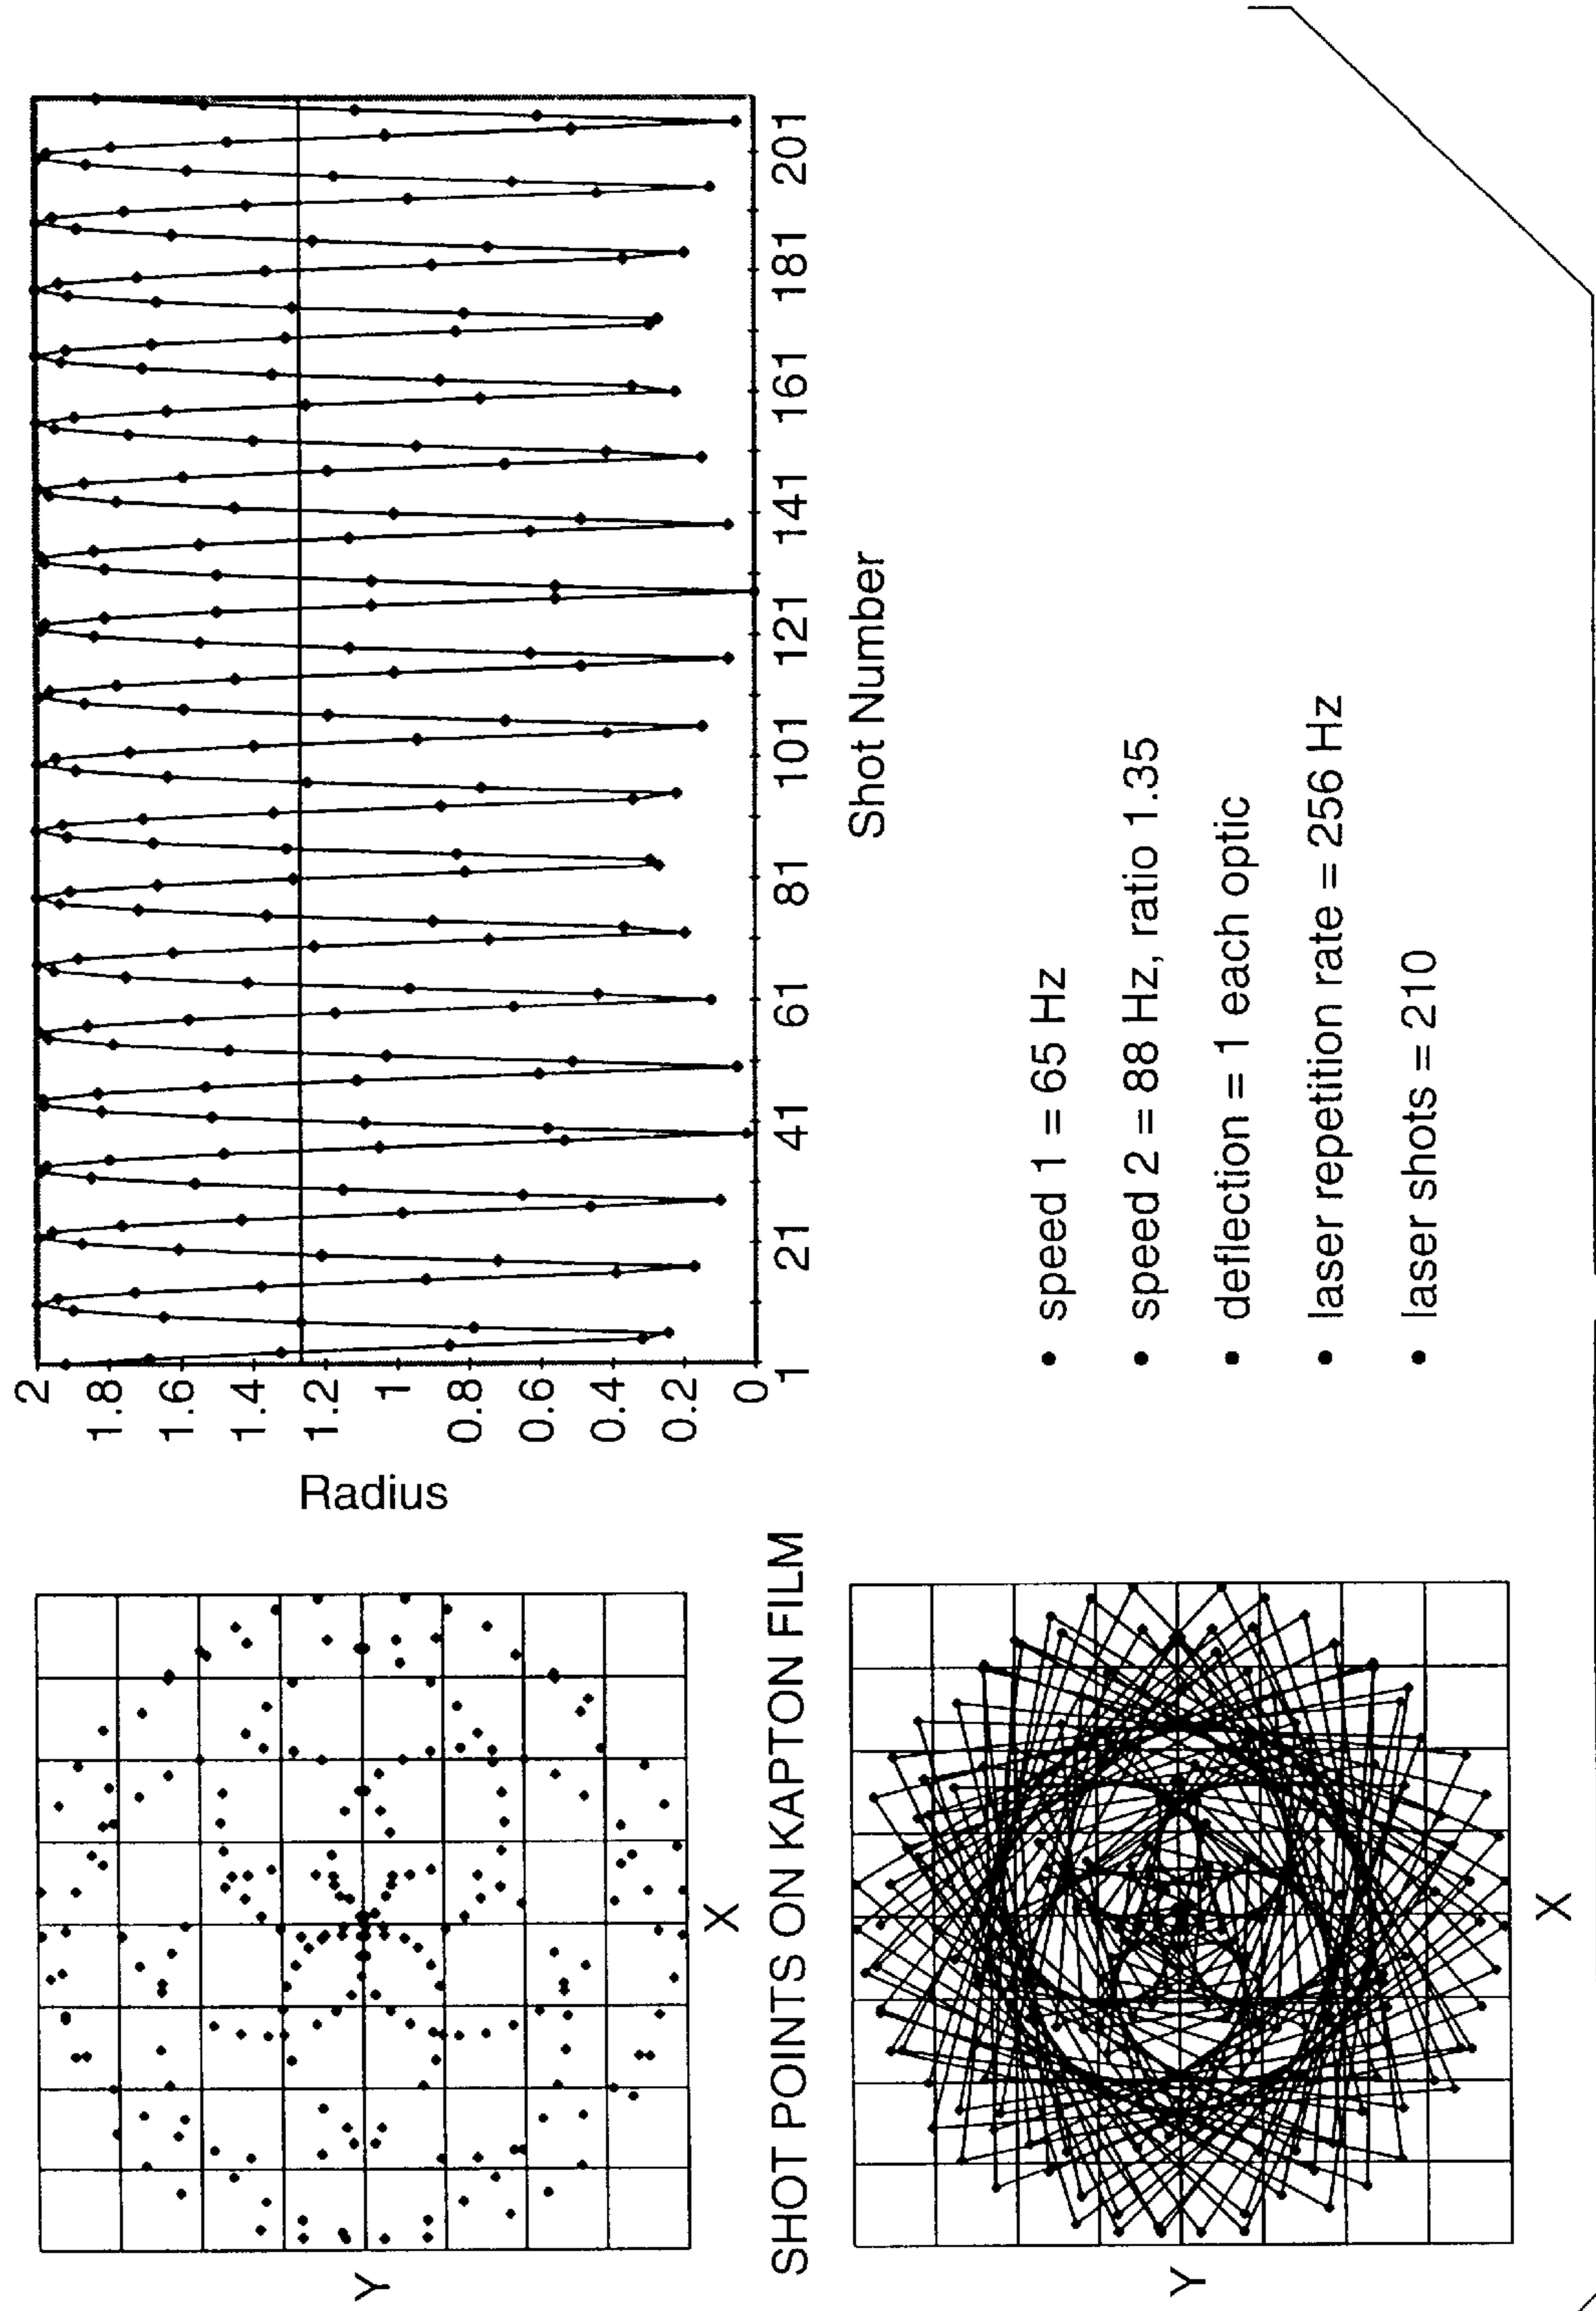 Y
X
SHOT POINTS ON KAPTON FILM
Y
X
Radius
2
1.8
1.6
1.4
1.2
1
0.8
0.6
0.4
0.2
0
1 21 41 61 81 101 121 141 161 181 201
Shot Number
• speed 1 = 65 Hz
• speed 2 = 88 Hz, ratio 1.35
• deflection = 1 each optic
• laser repetition rate = 256 Hz
• laser shots = 210